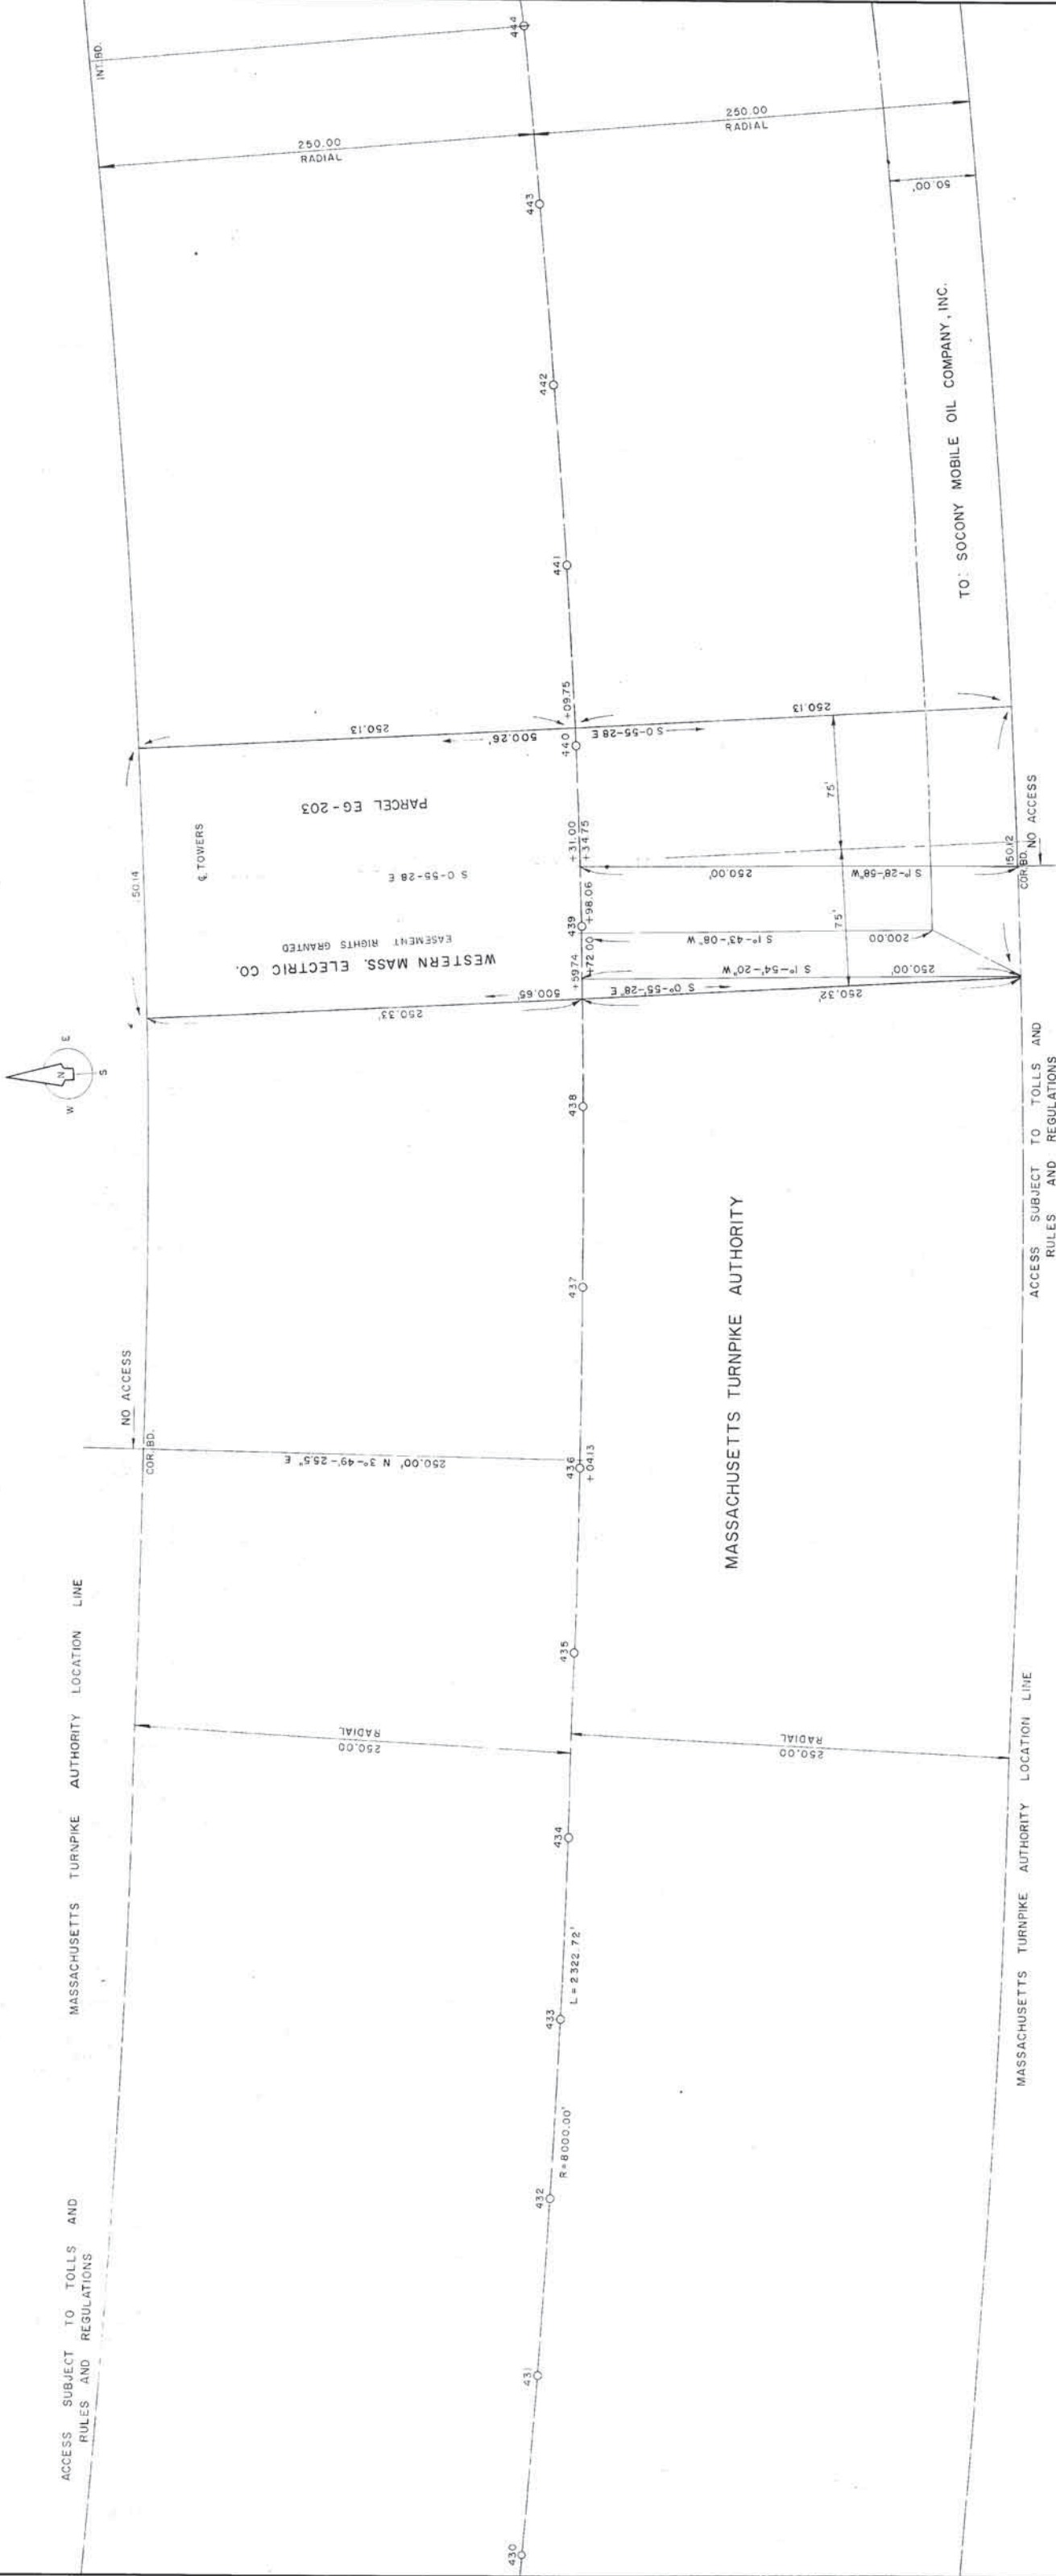 ACCESS SUBJECT TO TOLLS AND
RULES AND REGULATIONS
MASSACHUSETTS TURNPIKE AUTHORITY LOCATION LINE
NO ACCESS
COR. BD.
N
W
E
S
150.14
INT. BD.
250.00
RADIAL
250.00' N 3°-49'-25.5" E
250.33'
500.65'
WESTERN MASS. ELECTRIC CO.
EASEMENT RIGHTS GRANTED
S 0-55-28 E
℄ TOWERS
PARCEL EG-203
250.13
500.26'
250.00
RADIAL
430
431
432
R=8000.00'
433
L=2322.72'
434
435
436
+04.13
437
438
+59.74
+72.00
439
+98.06
+31.00
+34.75
440
+09.75
441
442
443
444
250.00
RADIAL
MASSACHUSETTS TURNPIKE AUTHORITY
S 0°-55'-28" E
250.32'
S 1°-54'-20" W
250.00'
S 1°-43'-08" W
200.00
250.00'
S 1°-28'-58" W
75'
75'
S 0-55-28 E
250.13
250.00
RADIAL
50.00'
TO: SOCONY MOBILE OIL COMPANY, INC.
150.12
COR. BD.
NO ACCESS
MASSACHUSETTS TURNPIKE AUTHORITY LOCATION LINE
ACCESS SUBJECT TO TOLLS AND
RULES AND REGULATIONS